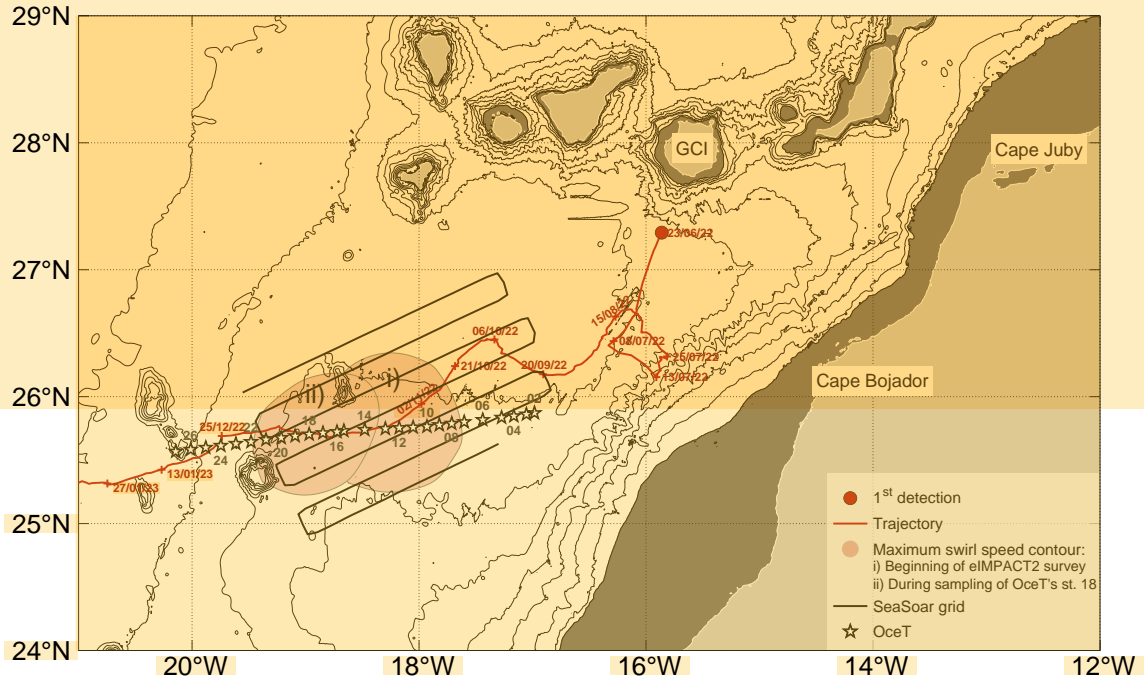 29°N
28°N
27°N
26°N
25°N
24°N
20°W
18°W
16°W
14°W
12°W
GCI
Cape Juby
Cape Bojador
23/06/22
15/08/22
08/07/22
25/07/22
13/07/22
06/10/22
21/10/22
20/09/22
25/12/22
13/01/23
27/01/23
i)
ii)
26
24
22
20
18
16
14
12
10
08
06
04
02
1st detection
Trajectory
Maximum swirl speed contour:
i) Beginning of eIMPACT2 survey
ii) During sampling of OceT's st. 18
SeaSoar grid
OceT